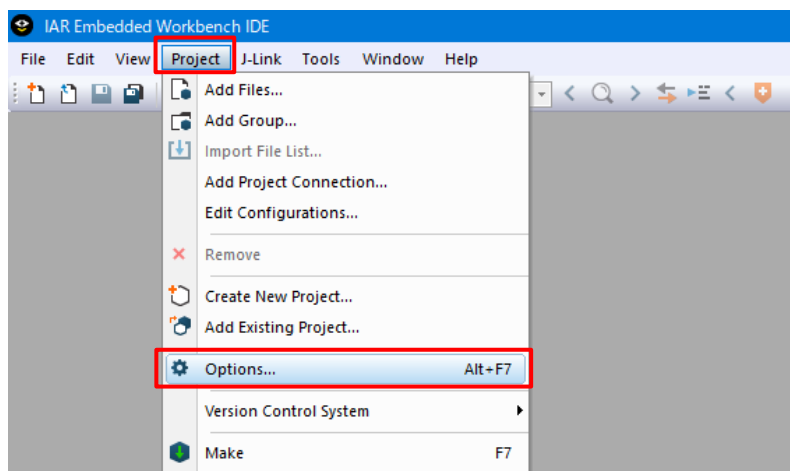 IAR Embedded Workbench IDE
File Edit View Project J-Link Tools Window Help
Add Files...
Add Group...
Import File List...
Add Project Connection...
Edit Configurations...
Remove
Create New Project...
Add Existing Project...
Options... Alt+F7
Version Control System
Make F7